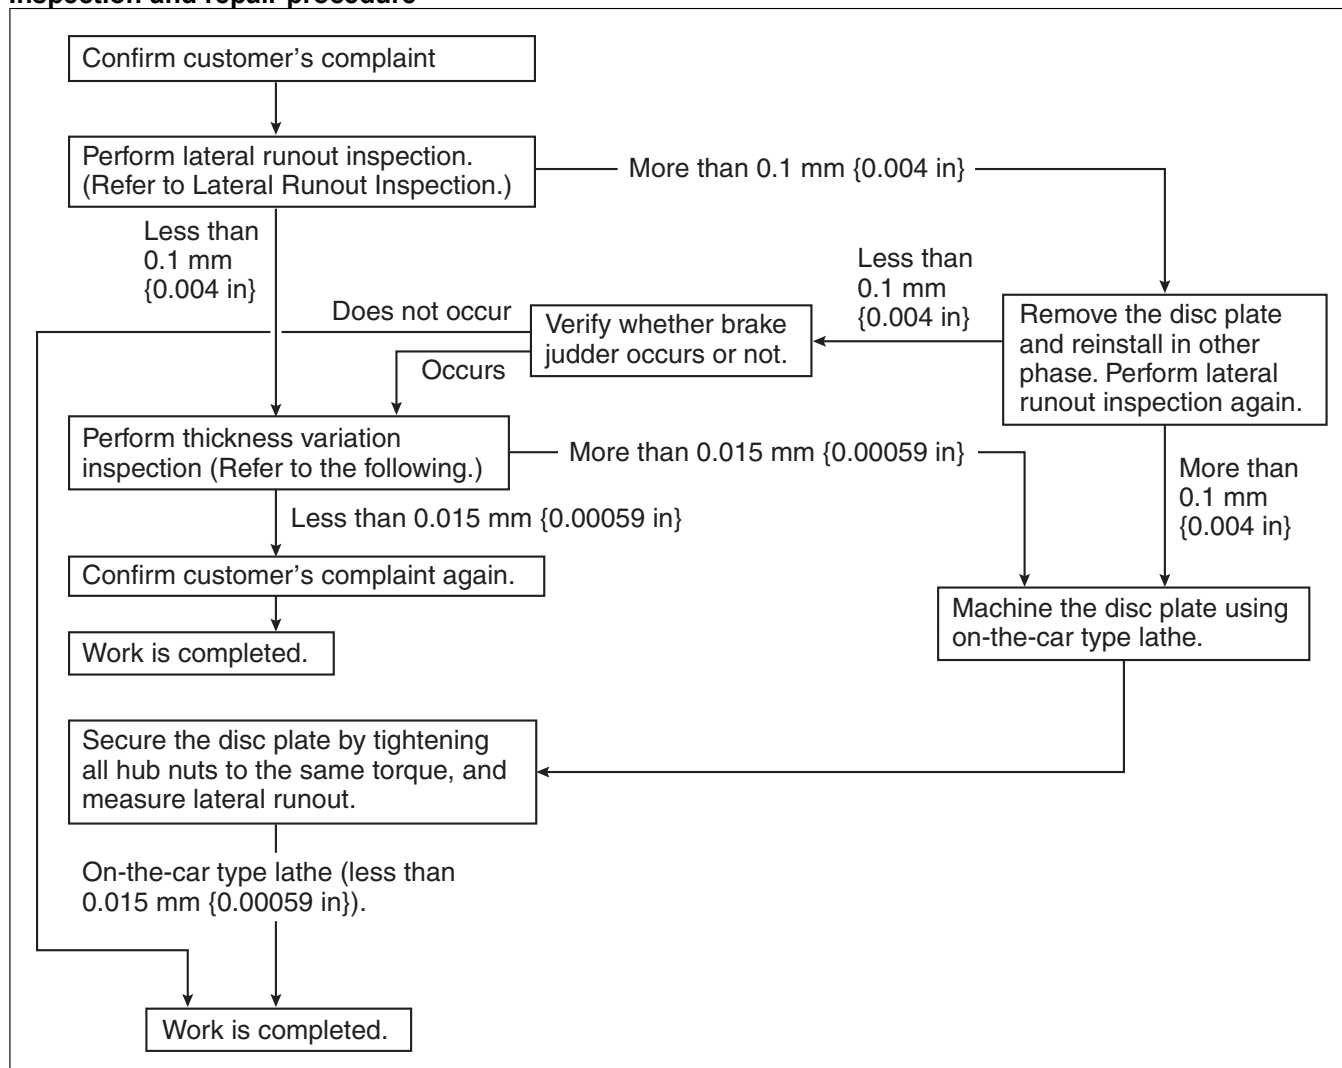 Inspection and repair procedure
Confirm customer's complaint
Perform lateral runout inspection.
(Refer to Lateral Runout Inspection.)
More than 0.1 mm {0.004 in}
Less than
0.1 mm
{0.004 in}
Less than
0.1 mm
{0.004 in}
Does not occur
Verify whether brake
judder occurs or not.
Remove the disc plate
and reinstall in other
phase. Perform lateral
runout inspection again.
Occurs
Perform thickness variation
inspection (Refer to the following.)
More than 0.015 mm {0.00059 in}
More than
0.1 mm
{0.004 in}
Less than 0.015 mm {0.00059 in}
Confirm customer's complaint again.
Machine the disc plate using
on-the-car type lathe.
Work is completed.
Secure the disc plate by tightening
all hub nuts to the same torque, and
measure lateral runout.
On-the-car type lathe (less than
0.015 mm {0.00059 in}).
Work is completed.